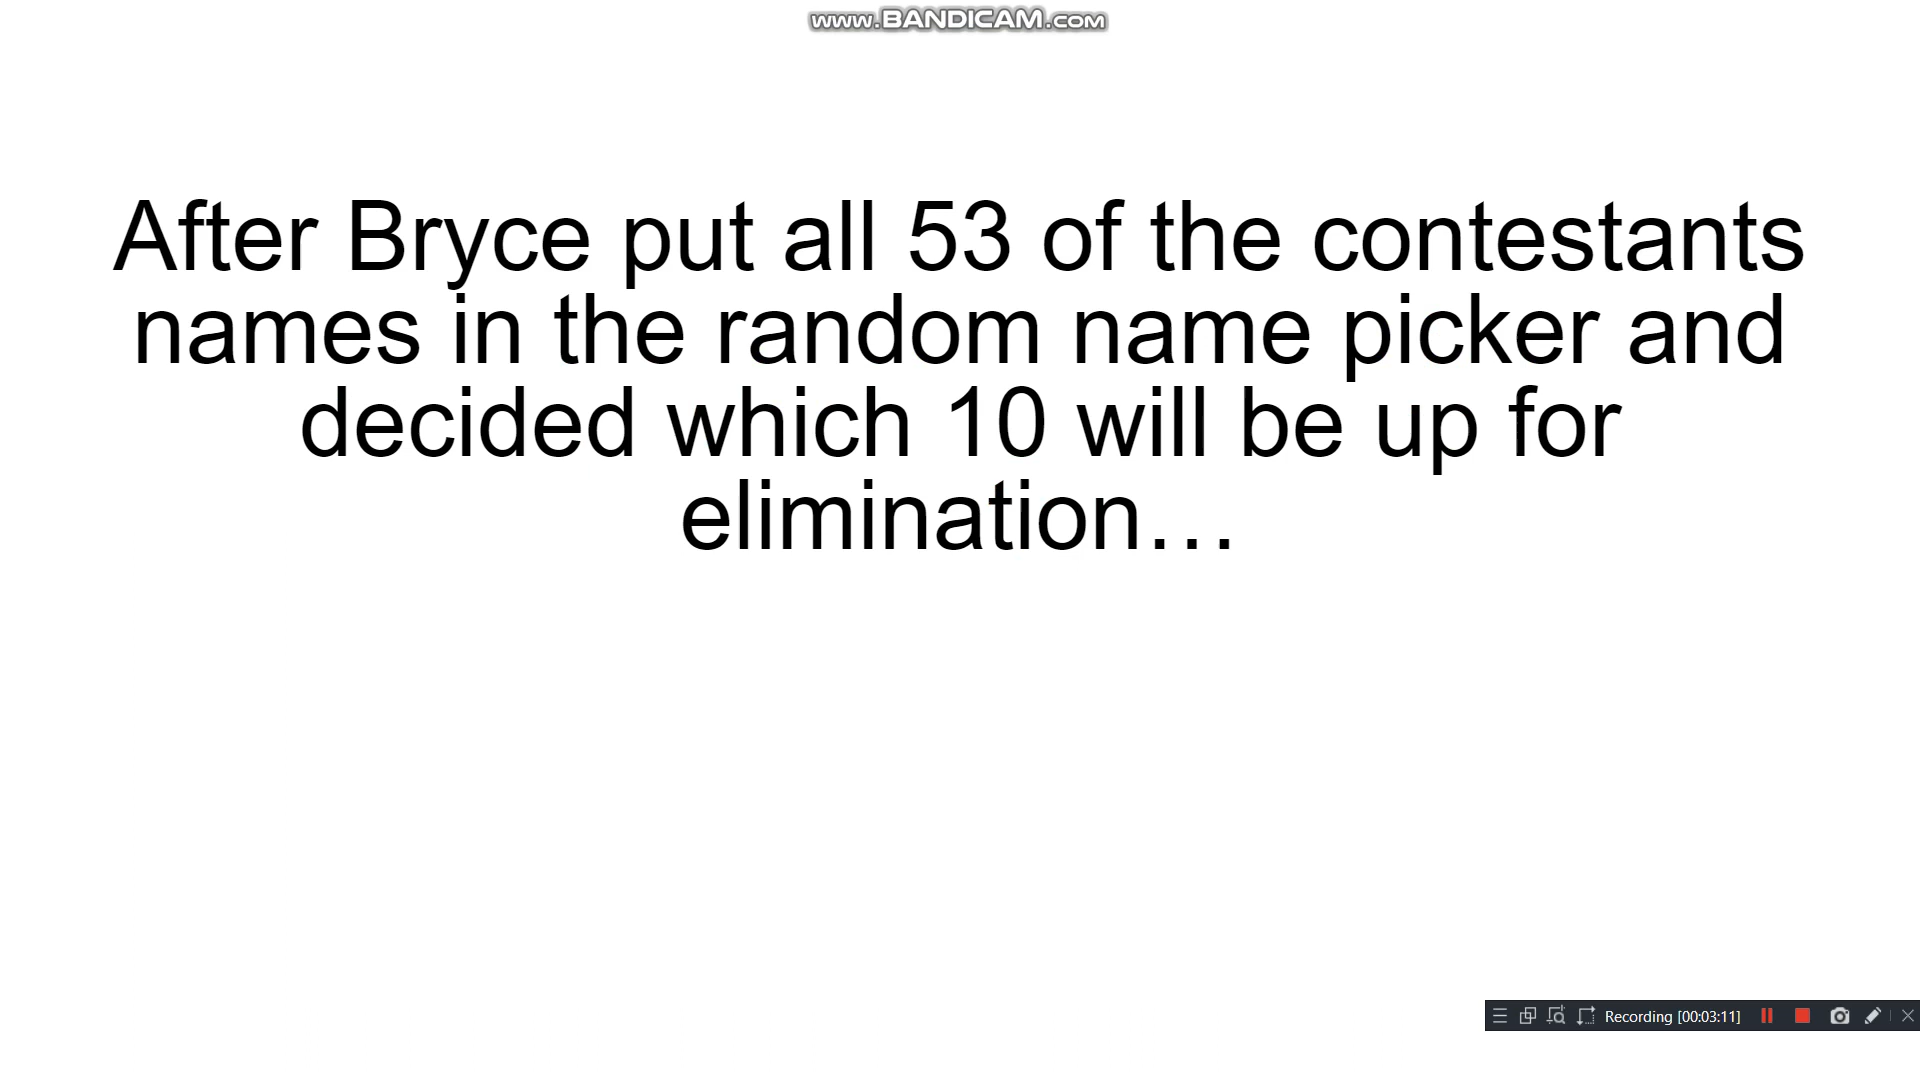 www.BANDICAM.com
After Bryce put all 53 of the contestants
names in the random name picker and
decided which 10 will be up for
elimination…
Recording [00:03:11]